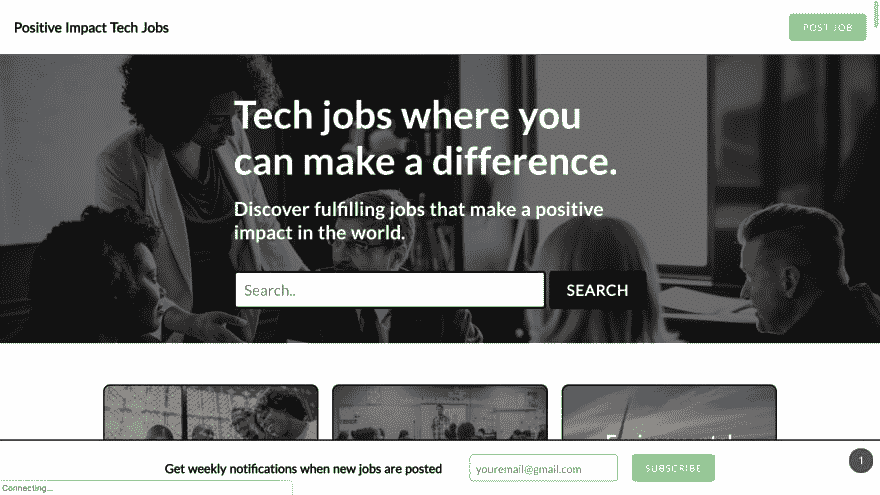 Positive Impact Tech Jobs
POST JOB
Tech jobs where you
can make a difference.
Discover fulfilling jobs that make a positive
impact in the world.
Search..
SEARCH
Get weekly notifications when new jobs are posted
youremail@gmail.com
SUBSCRIBE
1
Connecting...